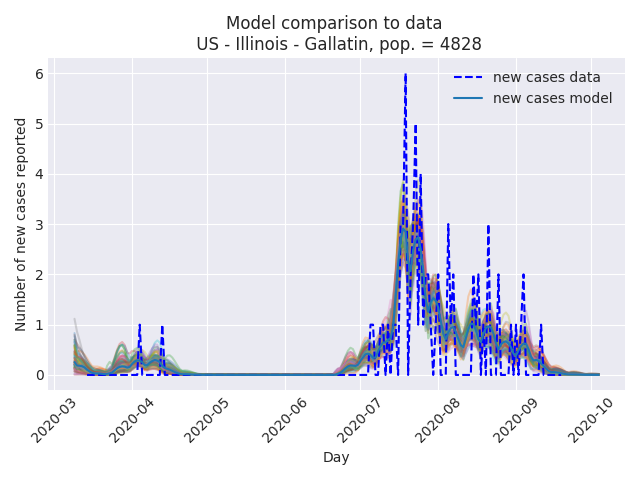 Model comparison to data
US - Illinois - Gallatin, pop. = 4828
new cases data
new cases model
Number of new cases reported
6
5
4
3
2
1
0
2020-03
2020-04
2020-05
2020-06
2020-07
2020-08
2020-09
2020-10
Day